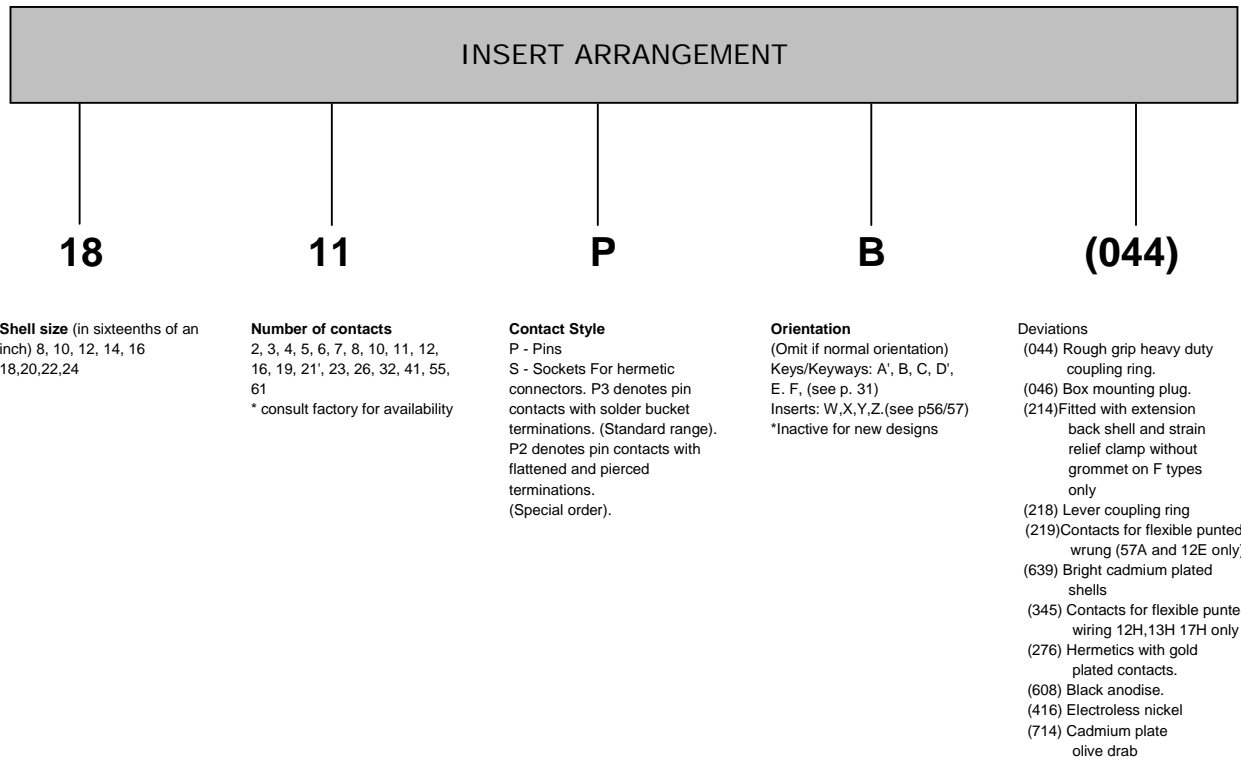 INSERT ARRANGEMENT
18
11
P
B
(044)
Shell size (in sixteenths of an
inch) 8, 10, 12, 14, 16
18,20,22,24
Number of contacts
2, 3, 4, 5, 6, 7, 8, 10, 11, 12,
16, 19, 21', 23, 26, 32, 41, 55,
61
* consult factory for availability
Contact Style
P - Pins
S - Sockets For hermetic
connectors. P3 denotes pin
contacts with solder bucket
terminations. (Standard range).
P2 denotes pin contacts with
flattened and pierced
terminations.
(Special order).
Orientation
(Omit if normal orientation)
Keys/Keyways: A', B, C, D',
E. F, (see p. 31)
Inserts: W,X,Y,Z.(see p56/57)
*Inactive for new designs
Deviations
(044) Rough grip heavy duty
coupling ring.
(046) Box mounting plug.
(214)Fitted with extension
back shell and strain
relief clamp without
grommet on F types
only
(218) Lever coupling ring
(219)Contacts for flexible punted
wrung (57A and 12E only)
(639) Bright cadmium plated
shells
(345) Contacts for flexible punte
wiring 12H,13H 17H only
(276) Hermetics with gold
plated contacts.
(608) Black anodise.
(416) Electroless nickel
(714) Cadmium plate
olive drab